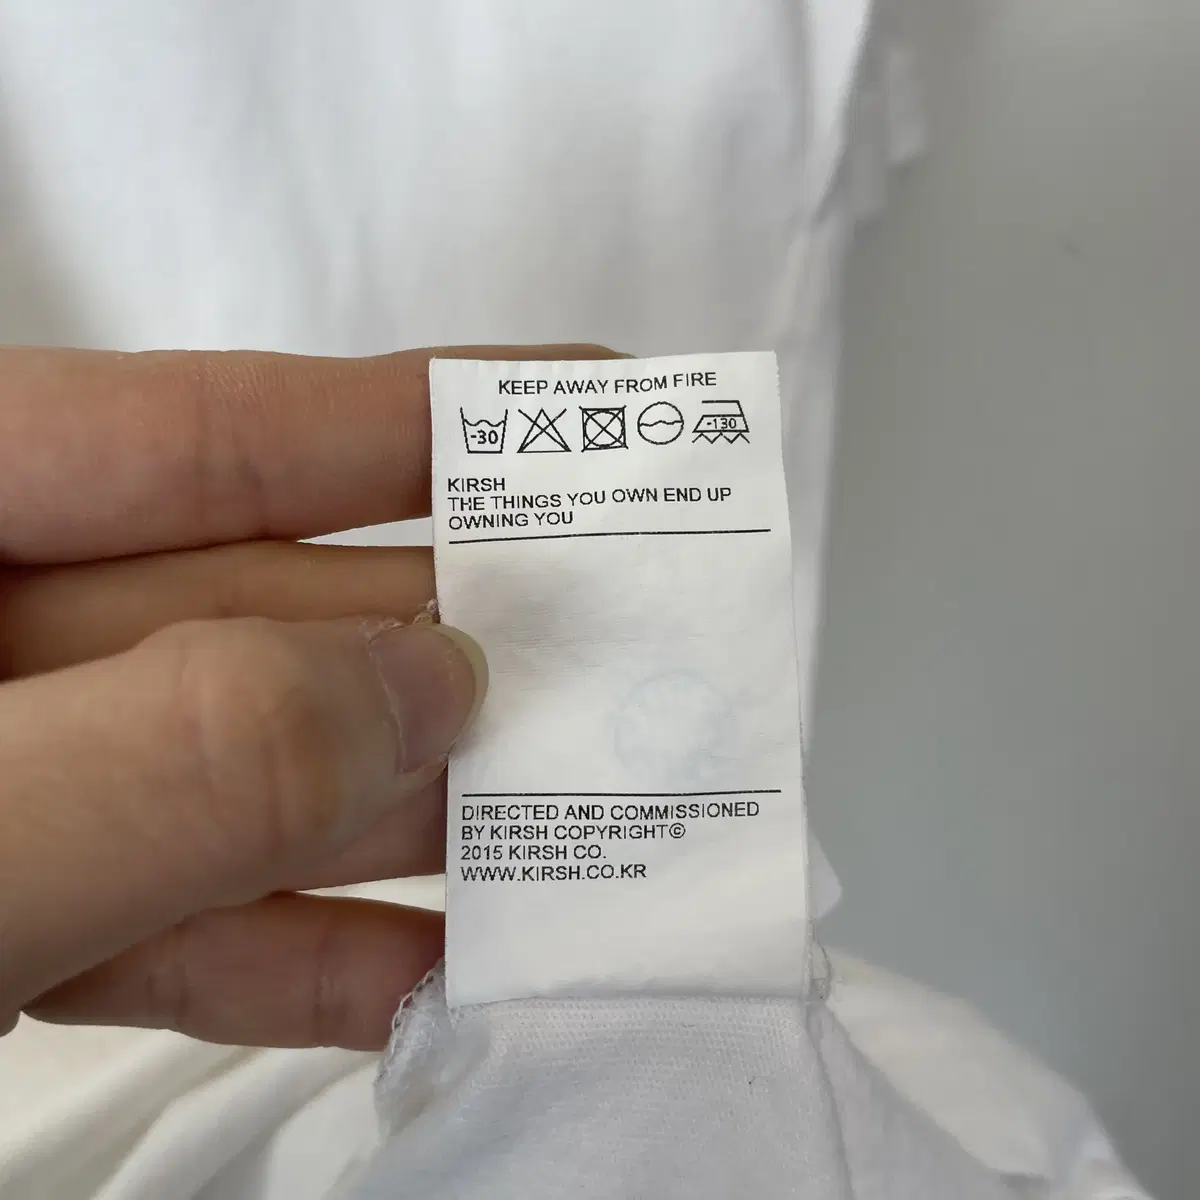 KEEP AWAY FROM FIRE
-30 -130
KIRSH
THE THINGS YOU OWN END UP
OWNING YOU
DIRECTED AND COMMISSIONED
BY KIRSH COPYRIGHT©
2015 KIRSH CO.
WWW.KIRSH.CO.KR